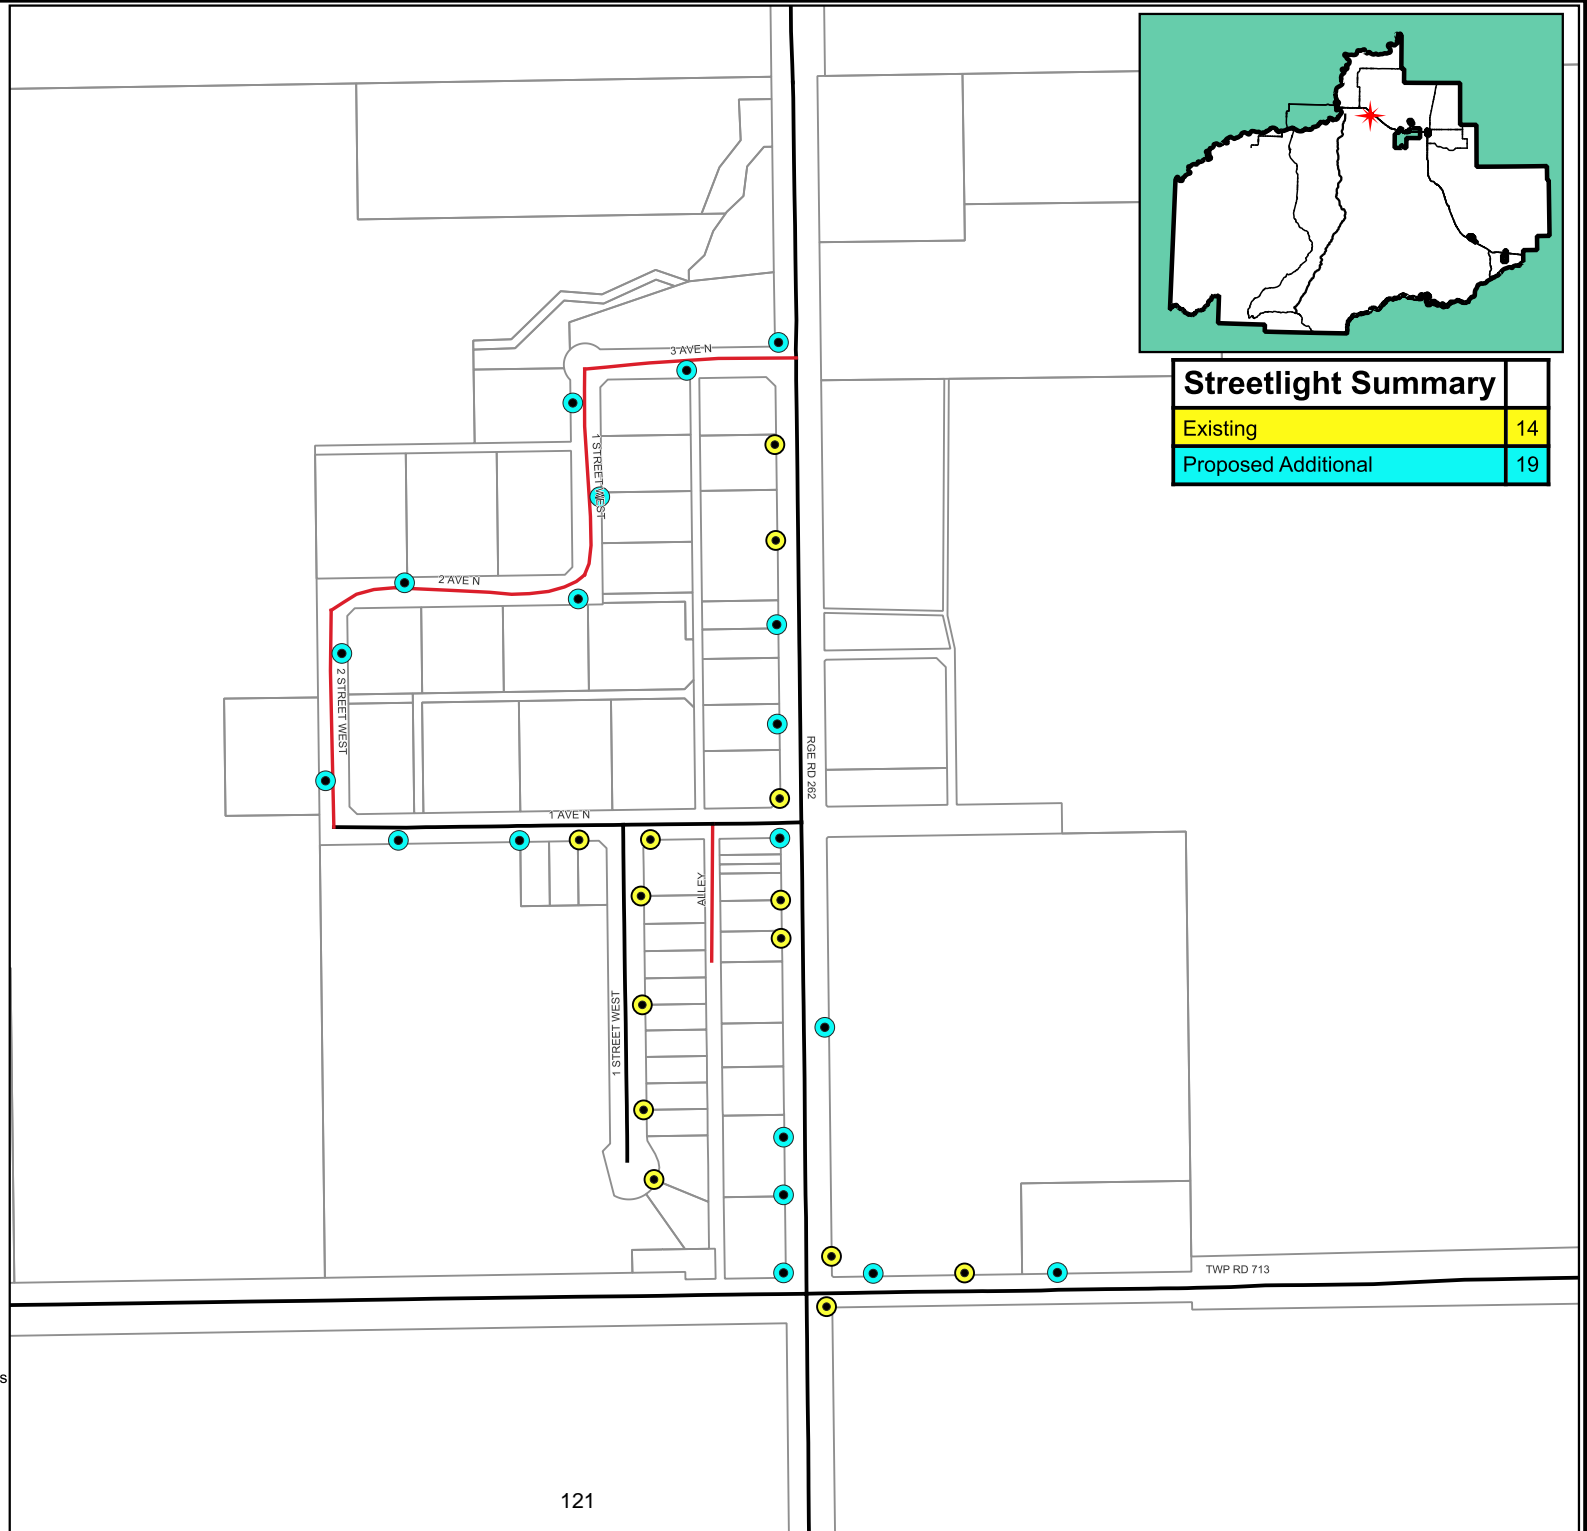 Streetlight Summary
Existing 14
Proposed Additional 19
3 AVE N
1 STREET WEST
2 AVE N
2 STREET WEST
RGE RD 262
1 AVE N
ALLEY
1 STREET WEST
TWP RD 713
s
121